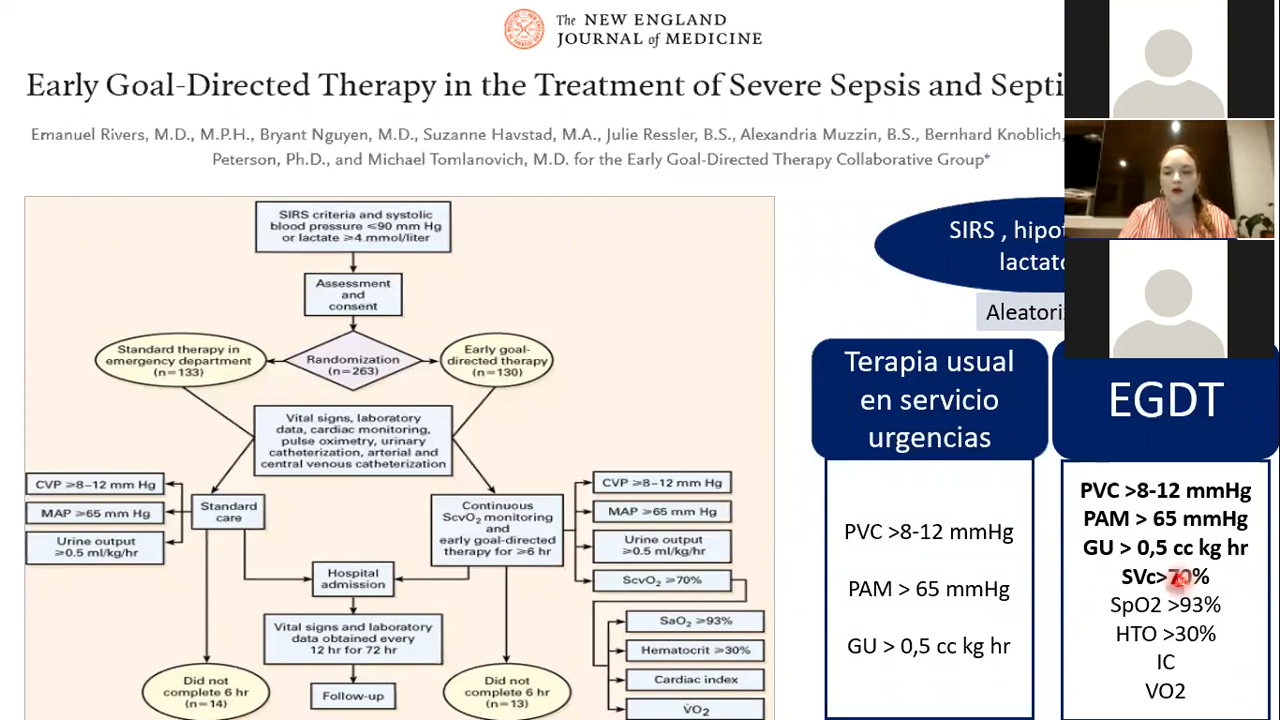 The NEW ENGLAND
JOURNAL of MEDICINE
Early Goal-Directed Therapy in the Treatment of Severe Sepsis and Septi
Emanuel Rivers, M.D., M.P.H., Bryant Nguyen, M.D., Suzanne Havstad, M.A., Julie Ressler, B.S., Alexandria Muzzin, B.S., Bernhard Knoblich,
Peterson, Ph.D., and Michael Tomlanovich, M.D. for the Early Goal-Directed Therapy Collaborative Group*
SIRS criteria and systolic
blood pressure ≤90 mm Hg
or lactate ≥4 mmol/liter
Assessment
and
consent
Standard therapy in
emergency department
(n=133)
Randomization
(n=263)
Early goal-
directed therapy
(n=130)
Vital signs, laboratory
data, cardiac monitoring,
pulse oximetry, urinary
catheterization, arterial and
central venous catheterization
CVP ≥8–12 mm Hg
MAP ≥65 mm Hg
Urine output
≥0.5 ml/kg/hr
Standard
care
Continuous
ScvO2 monitoring
and
early goal-directed
therapy for ≥6 hr
CVP ≥8–12 mm Hg
MAP ≥65 mm Hg
Urine output
≥0.5 ml/kg/hr
ScvO2 ≥70%
SaO2 ≥93%
Hematocrit ≥30%
Cardiac index
V̇O2
Hospital
admission
Vital signs and laboratory
data obtained every
12 hr for 72 hr
Follow-up
Did not
complete 6 hr
(n=14)
Did not
complete 6 hr
(n=13)
SIRS , hipot
lactato
Aleatoriz
Terapia usual
en servicio
urgencias
PVC >8-12 mmHg
PAM > 65 mmHg
GU > 0,5 cc kg hr
EGDT
PVC >8-12 mmHg
PAM > 65 mmHg
GU > 0,5 cc kg hr
SVc>70%
SpO2 >93%
HTO >30%
IC
VO2